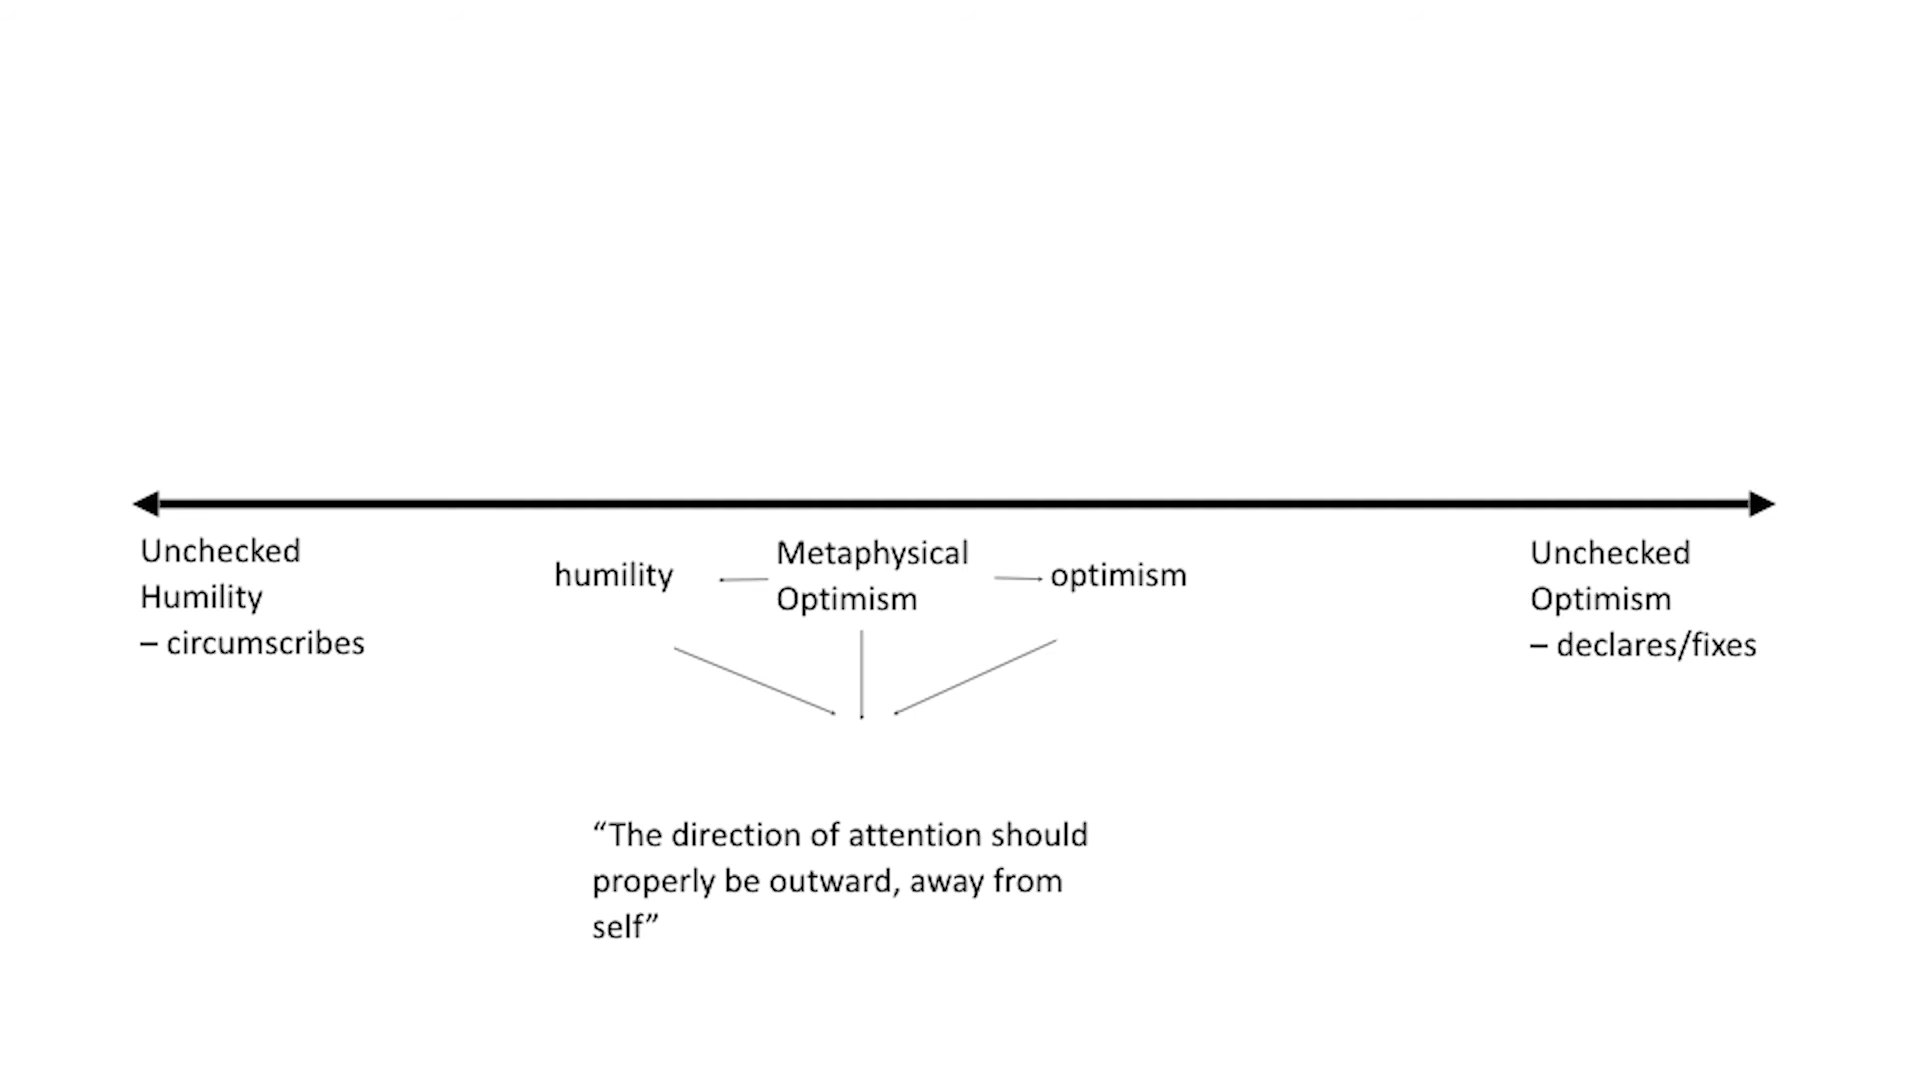 Unchecked
Humility
– circumscribes
humility
Metaphysical
Optimism
optimism
Unchecked
Optimism
– declares/fixes
“The direction of attention should
properly be outward, away from
self”